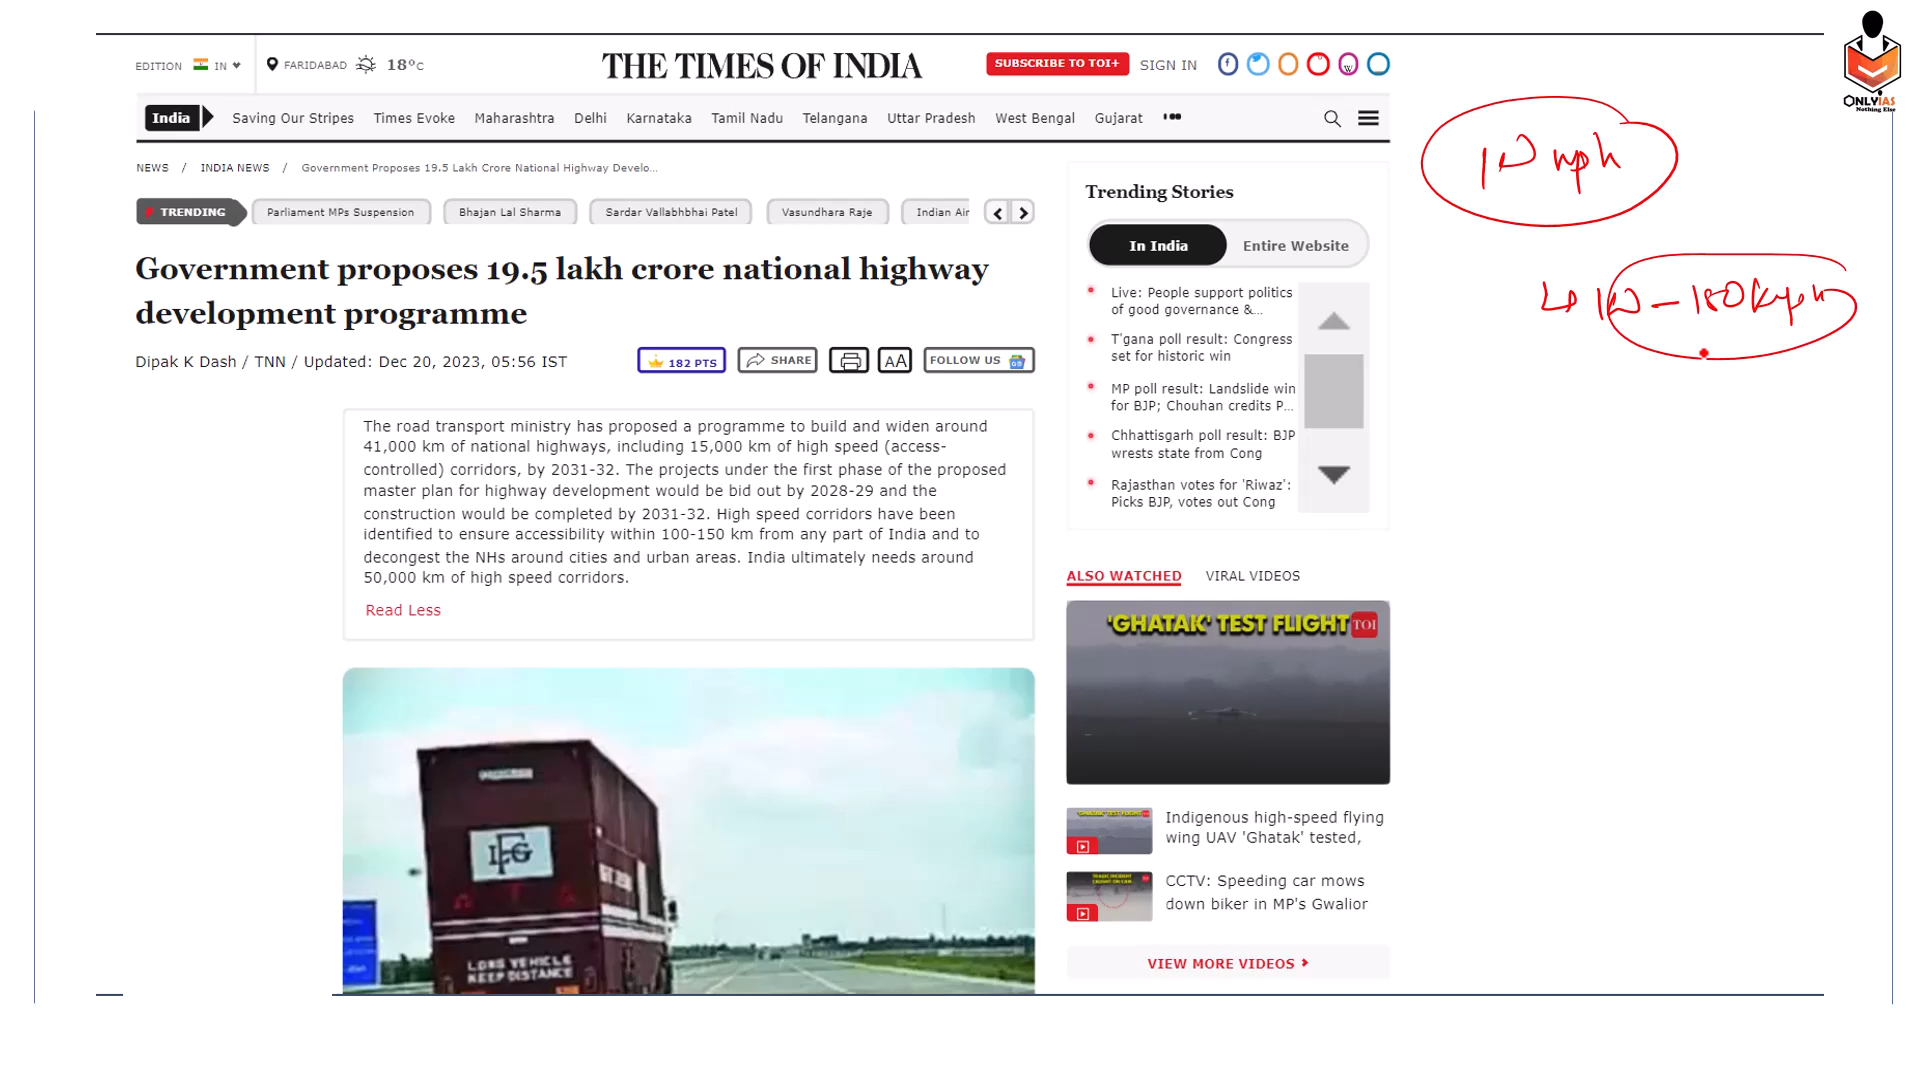 EDITION IN
FARIDABAD 18°C
THE TIMES OF INDIA
SUBSCRIBE TO TOI+
SIGN IN
ONLYIAS
Nothing Else
India
Saving Our Stripes
Times Evoke
Maharashtra
Delhi
Karnataka
Tamil Nadu
Telangana
Uttar Pradesh
West Bengal
Gujarat
NEWS / INDIA NEWS / Government Proposes 19.5 Lakh Crore National Highway Develo...
TRENDING
Parliament MPs Suspension
Bhajan Lal Sharma
Sardar Vallabhbhai Patel
Vasundhara Raje
Indian Air
Government proposes 19.5 lakh crore national highway
development programme
Dipak K Dash / TNN / Updated: Dec 20, 2023, 05:56 IST
182 PTS
SHARE
AA
FOLLOW US
The road transport ministry has proposed a programme to build and widen around
41,000 km of national highways, including 15,000 km of high speed (access-
controlled) corridors, by 2031-32. The projects under the first phase of the proposed
master plan for highway development would be bid out by 2028-29 and the
construction would be completed by 2031-32. High speed corridors have been
identified to ensure accessibility within 100-150 km from any part of India and to
decongest the NHs around cities and urban areas. India ultimately needs around
50,000 km of high speed corridors.
Read Less
LONG VEHICLE
KEEP DISTANCE
Trending Stories
In India
Entire Website
Live: People support politics
of good governance &...
T'gana poll result: Congress
set for historic win
MP poll result: Landslide win
for BJP; Chouhan credits P...
Chhattisgarh poll result: BJP
wrests state from Cong
Rajasthan votes for 'Riwaz':
Picks BJP, votes out Cong
ALSO WATCHED
VIRAL VIDEOS
'GHATAK' TEST FLIGHT
TOI
Indigenous high-speed flying
wing UAV 'Ghatak' tested,
CCTV: Speeding car mows
down biker in MP's Gwalior
VIEW MORE VIDEOS